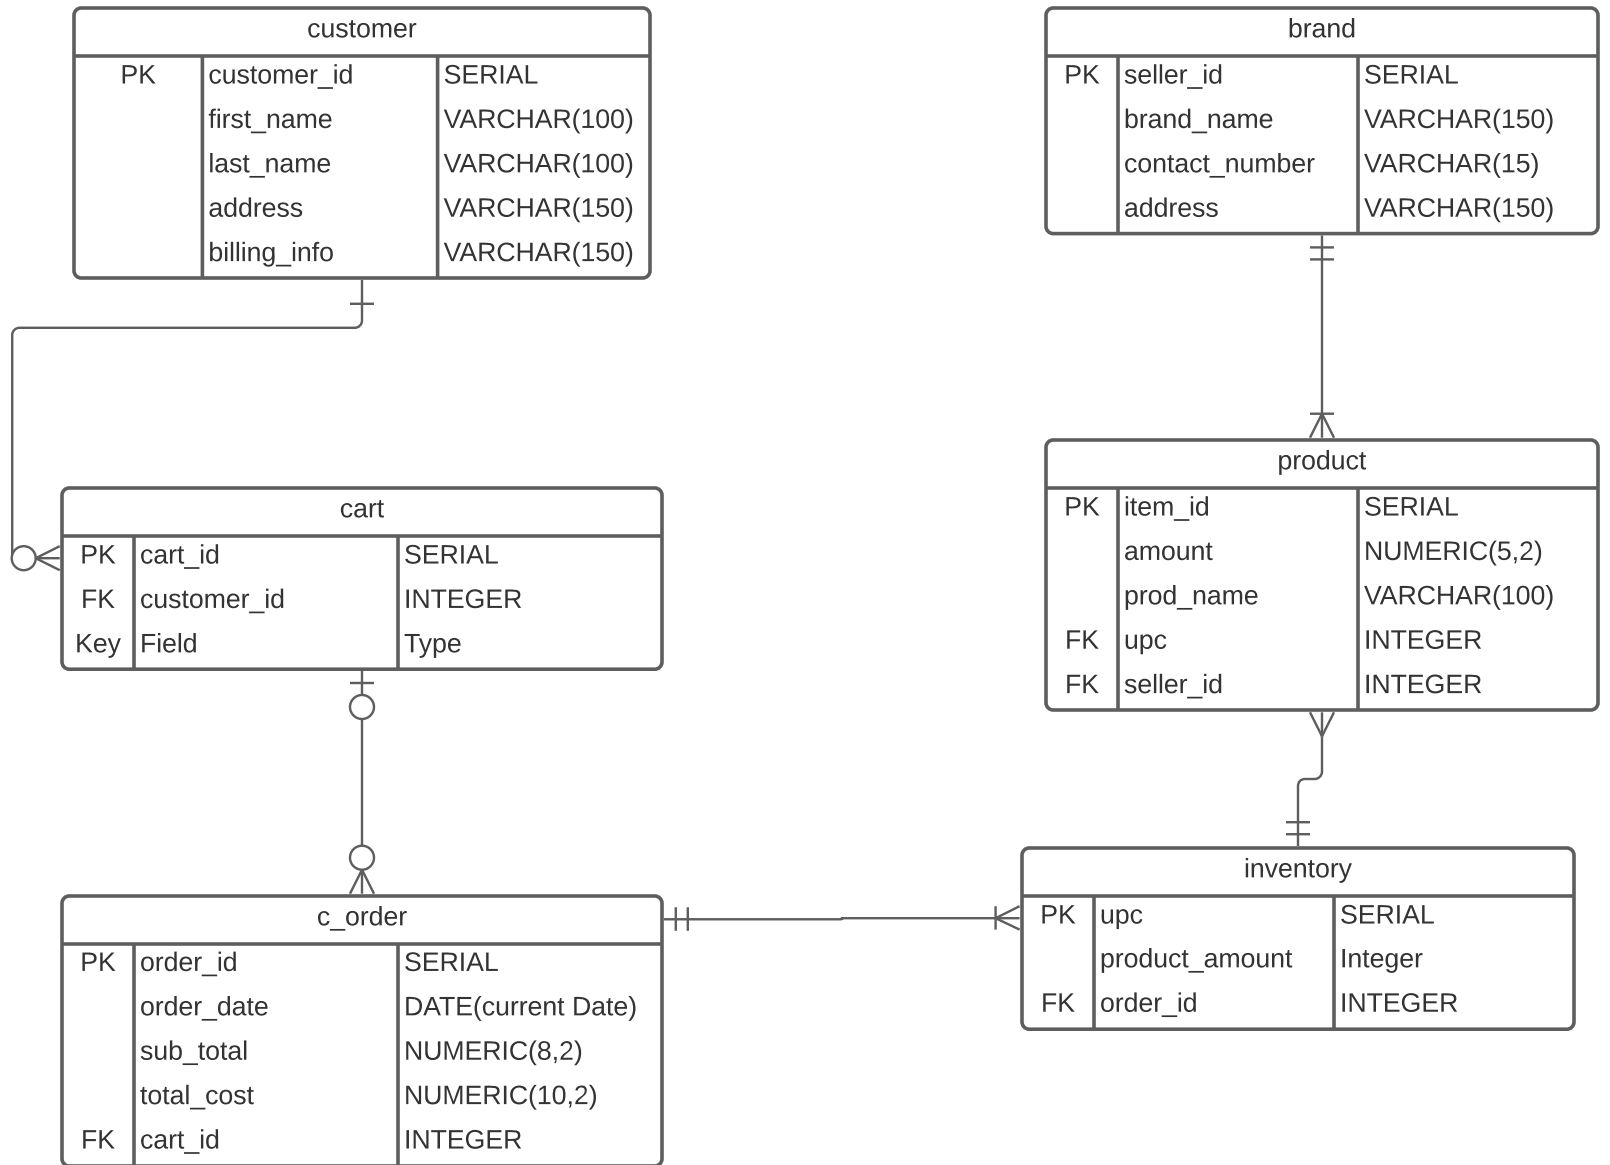 customer
PK customer_id SERIAL
first_name VARCHAR(100)
last_name VARCHAR(100)
address VARCHAR(150)
billing_info VARCHAR(150)
brand
PK seller_id SERIAL
brand_name VARCHAR(150)
contact_number VARCHAR(15)
address VARCHAR(150)
cart
PK cart_id SERIAL
FK customer_id INTEGER
Key Field Type
product
PK item_id SERIAL
amount NUMERIC(5,2)
prod_name VARCHAR(100)
FK upc INTEGER
FK seller_id INTEGER
c_order
PK order_id SERIAL
order_date DATE(current Date)
sub_total NUMERIC(8,2)
total_cost NUMERIC(10,2)
FK cart_id INTEGER
inventory
PK upc SERIAL
product_amount Integer
FK order_id INTEGER